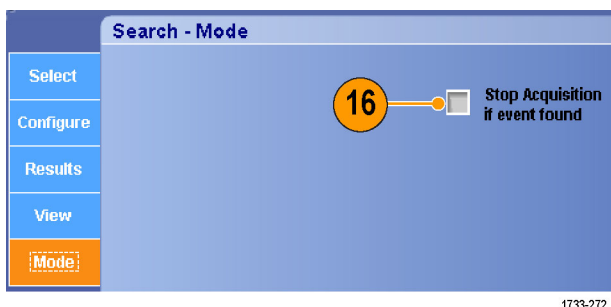 Search - Mode
Select
Configure
Results
View
Mode
16
Stop Acquisition
if event found
1733-272